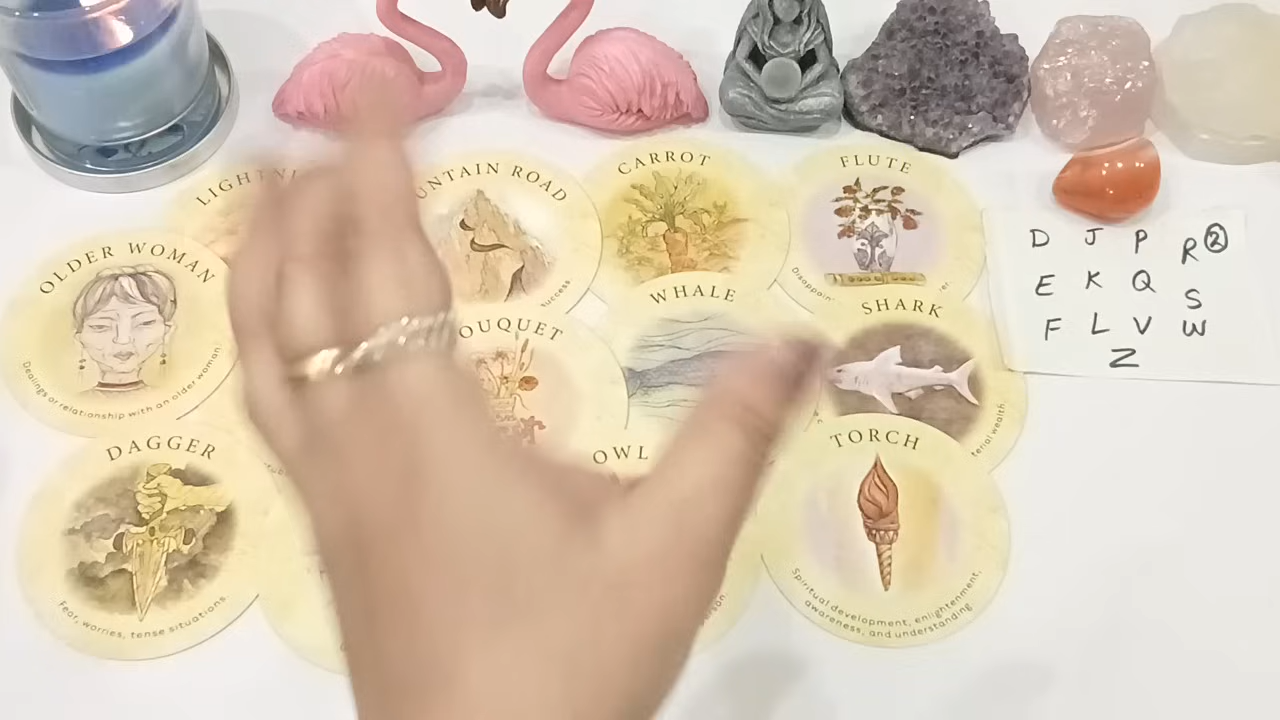 MOUNTAIN ROAD
success.
CARROT
FLUTE
OLDER WOMAN
Dealings or relationship with an older woman.
BOUQUET
WHALE
SHARK
terial wealth.
DAGGER
Fear, worries, tense situations.
OWL
erson.
TORCH
Spiritual development, enlightenment,
awareness, and understanding
D J P R ②
E K Q S
F L V W
Z